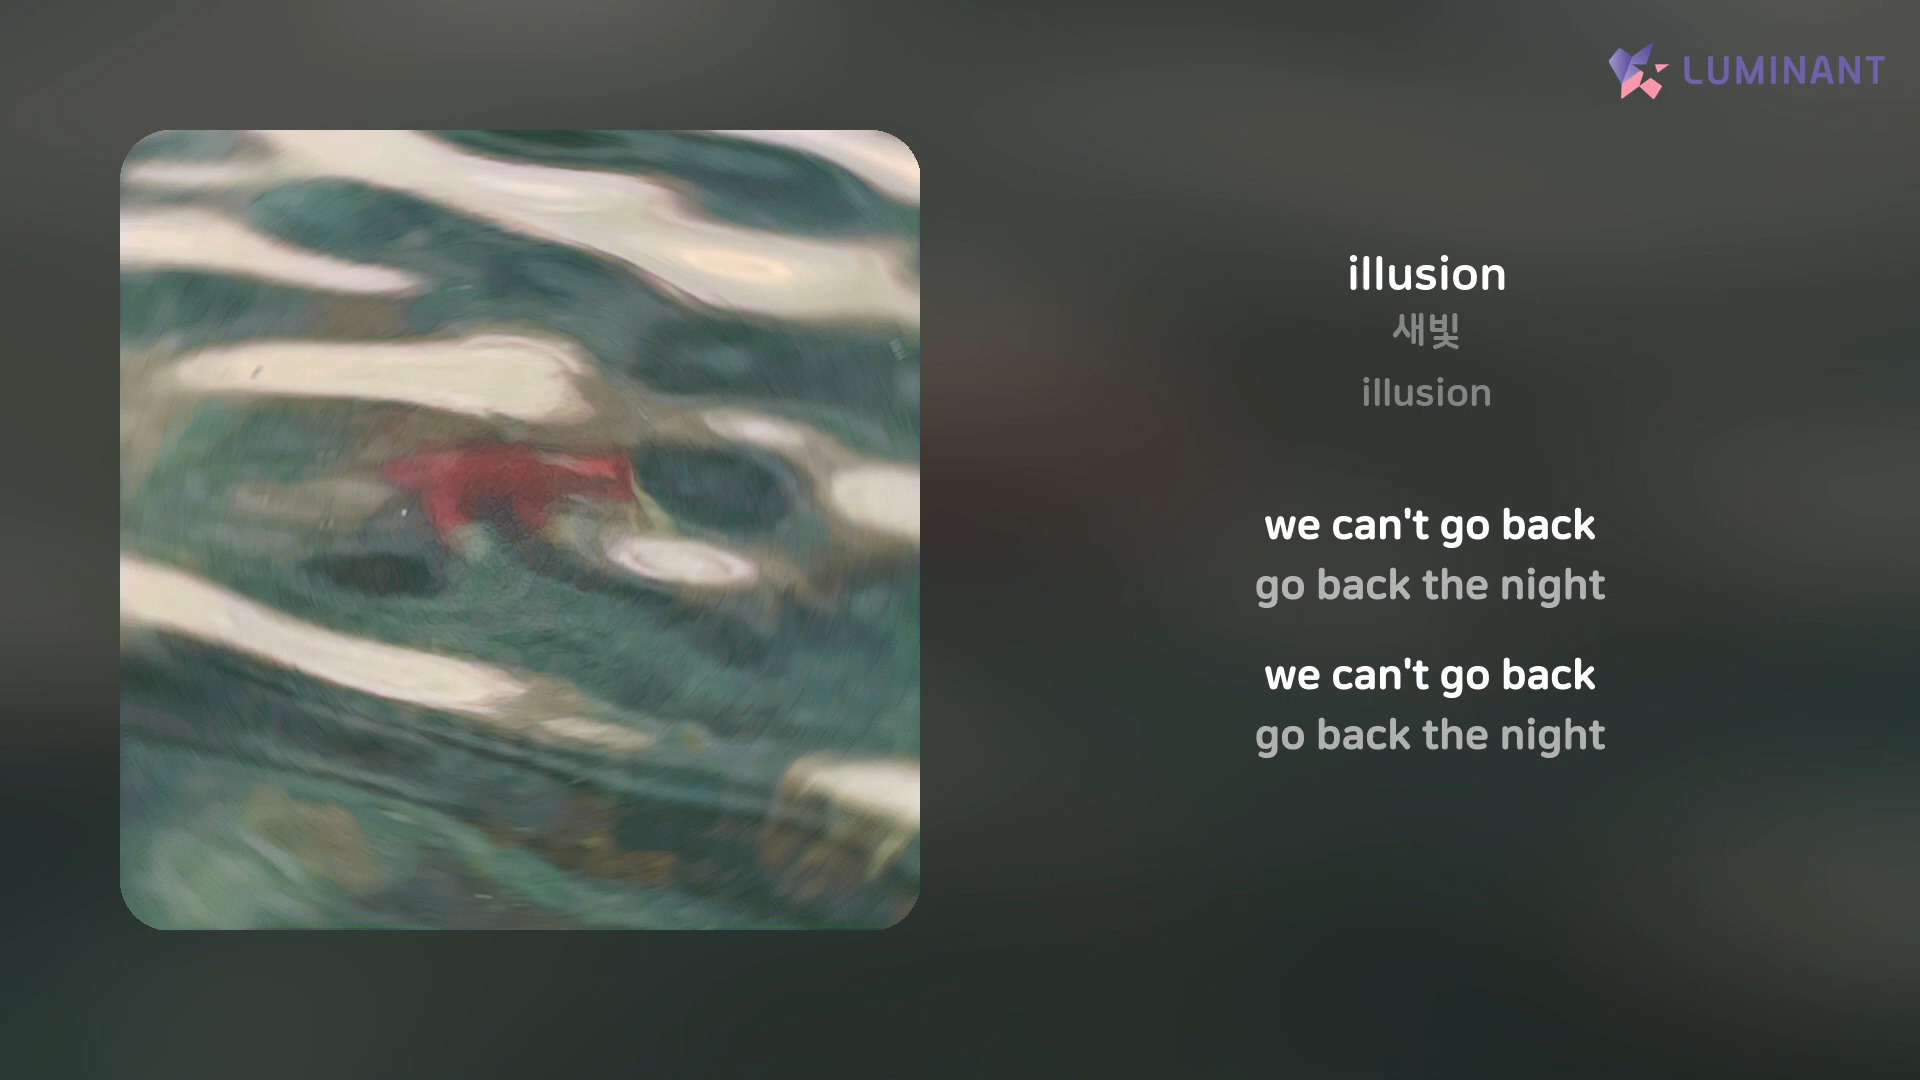 LUMINANT
illusion
새빛
illusion
we can't go back
go back the night
we can't go back
go back the night